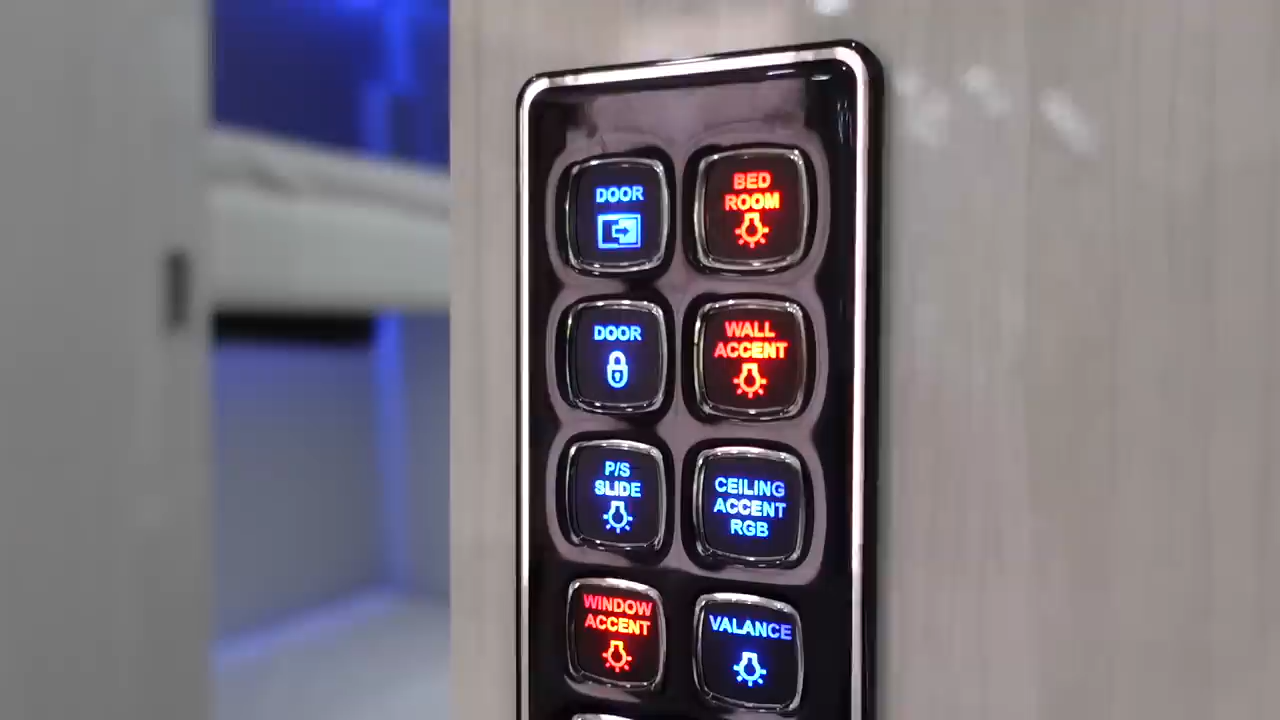 DOOR
BED
ROOM
DOOR
WALL
ACCENT
P/S
SLIDE
CEILING
ACCENT
RGB
WINDOW
ACCENT
VALANCE